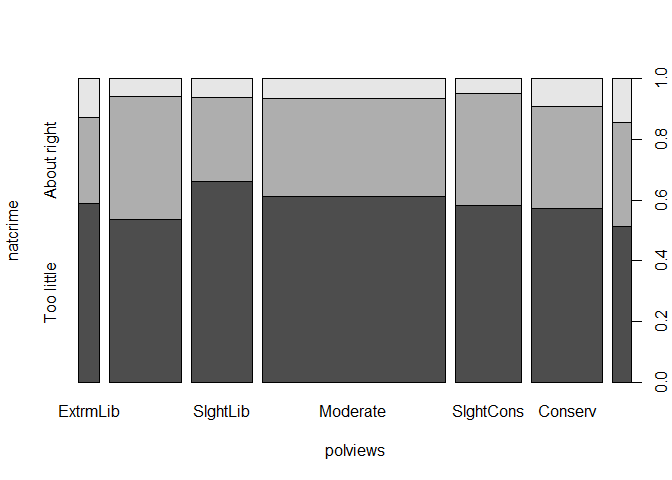 natcrime
About right
Too little
1.0
0.8
0.6
0.4
0.2
0.0
ExtrmLib SlghtLib Moderate SlghtCons Conserv
polviews